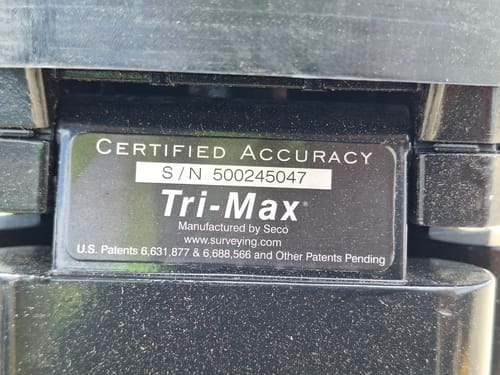 CERTIFIED ACCURACY
S/N 500245047
Tri-Max®
Manufactured by Seco
www.surveying.com
U.S. Patents 6,631,877 & 6,688,566 and Other Patents Pending